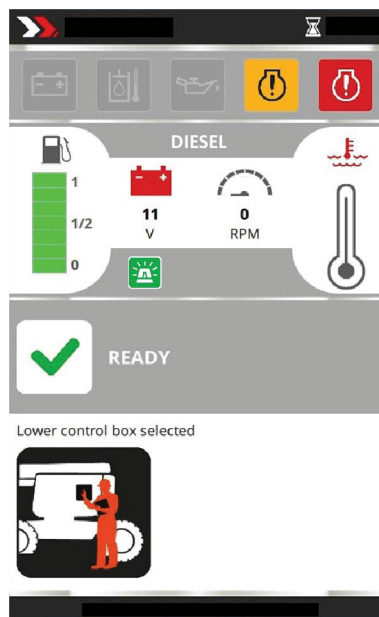 DIESEL
1
1/2
0
11
V
0
RPM
READY
Lower control box selected